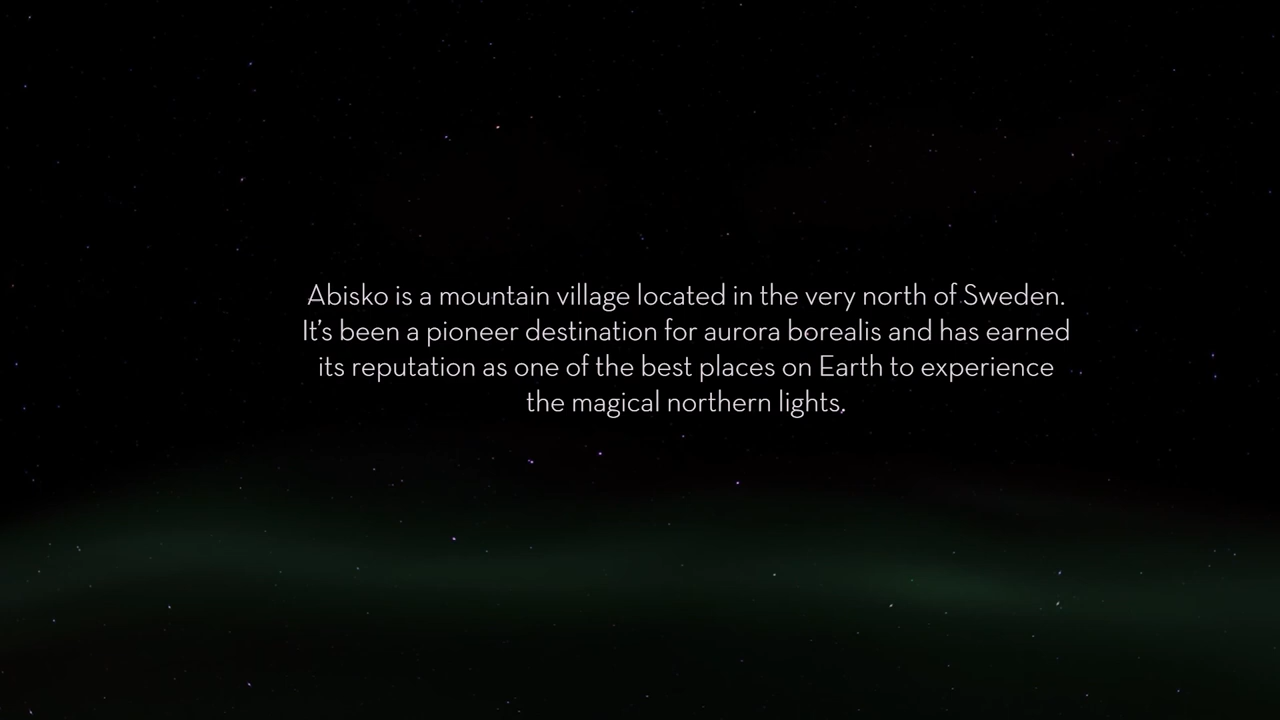 Abisko is a mountain village located in the very north of Sweden.
It’s been a pioneer destination for aurora borealis and has earned
its reputation as one of the best places on Earth to experience
the magical northern lights.